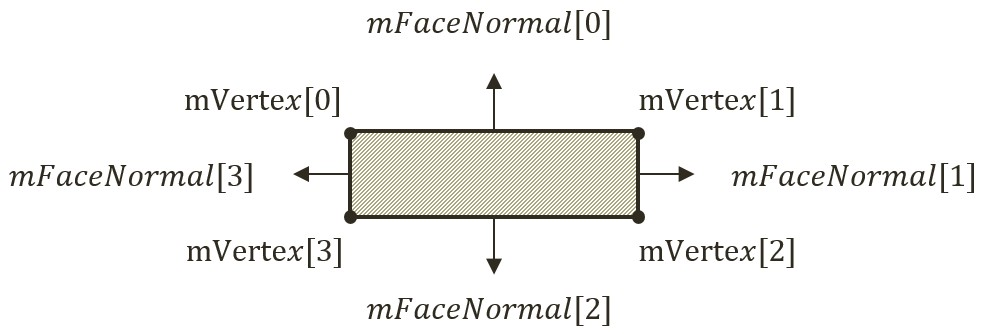 mFaceNormal[0]
mVertex[0]
mVertex[1]
mFaceNormal[3]
mFaceNormal[1]
mVertex[3]
mVertex[2]
mFaceNormal[2]